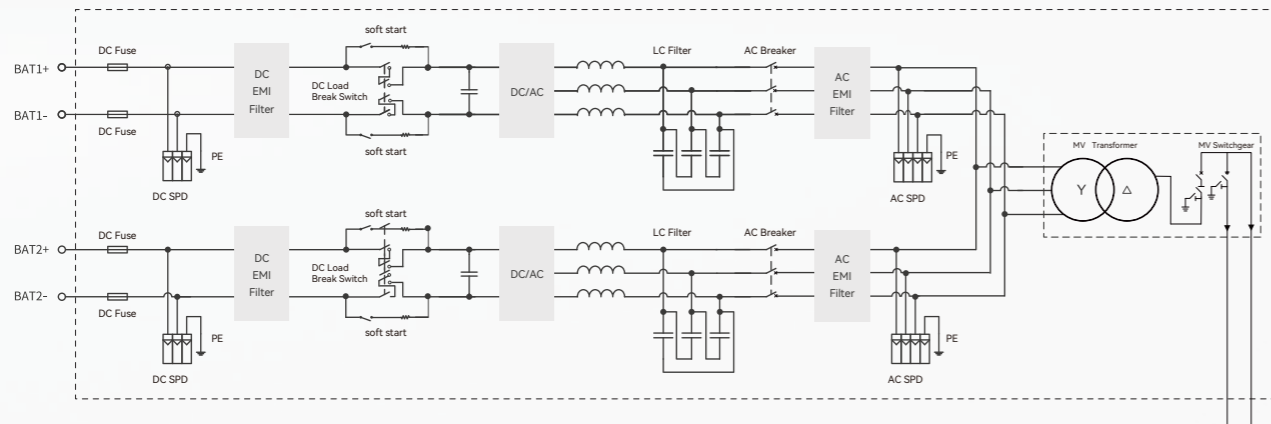 soft start
DC Fuse
LC Filter
AC Breaker
BAT1+
DC
EMI
Filter
DC Load
Break Switch
DC/AC
AC
EMI
Filter
BAT1-
DC Fuse
soft start
PE
DC SPD
PE
AC SPD
MV Transformer
MV Switchgear
Y
Δ
soft start
DC Fuse
LC Filter
AC Breaker
BAT2+
DC
EMI
Filter
DC Load
Break Switch
DC/AC
AC
EMI
Filter
BAT2-
DC Fuse
soft start
PE
DC SPD
PE
AC SPD